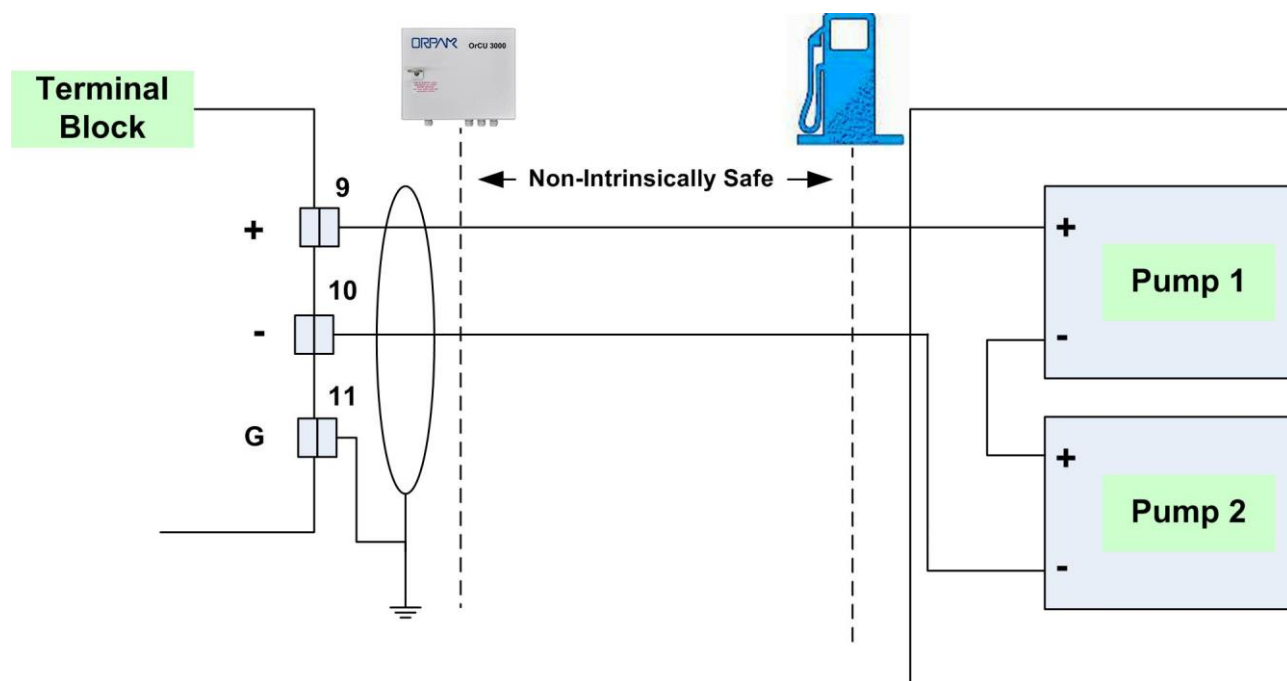 ORPAK OrCU 3000
Terminal
Block
Non-Intrinsically Safe
9
+
+
Pump 1
10
-
-
11
G
+
Pump 2
-